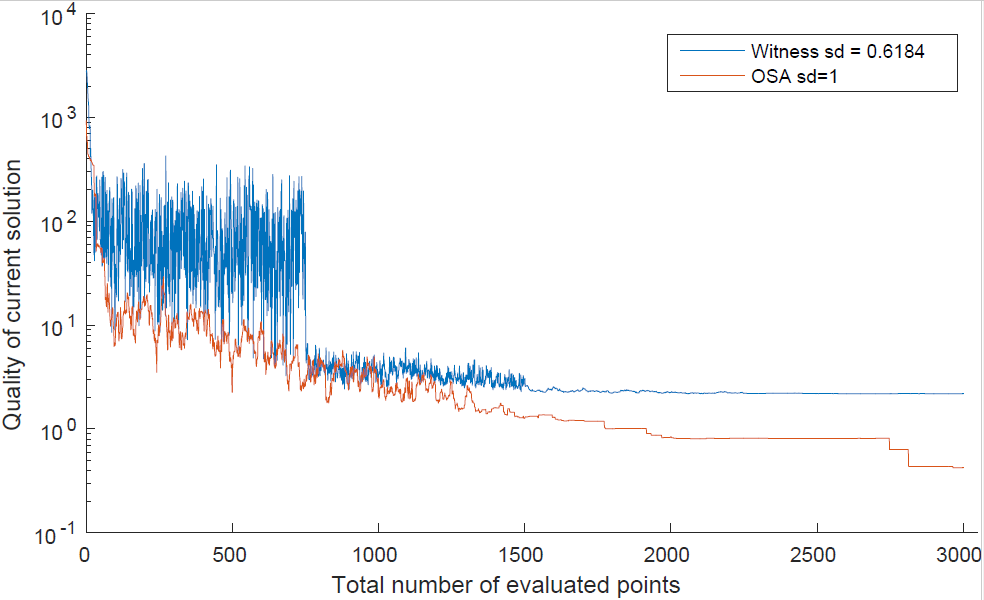 10^4
Witness sd = 0.6184
OSA sd=1
10^3
10^2
10^1
10^0
10^-1
Quality of current solution
0 500 1000 1500 2000 2500 3000
Total number of evaluated points